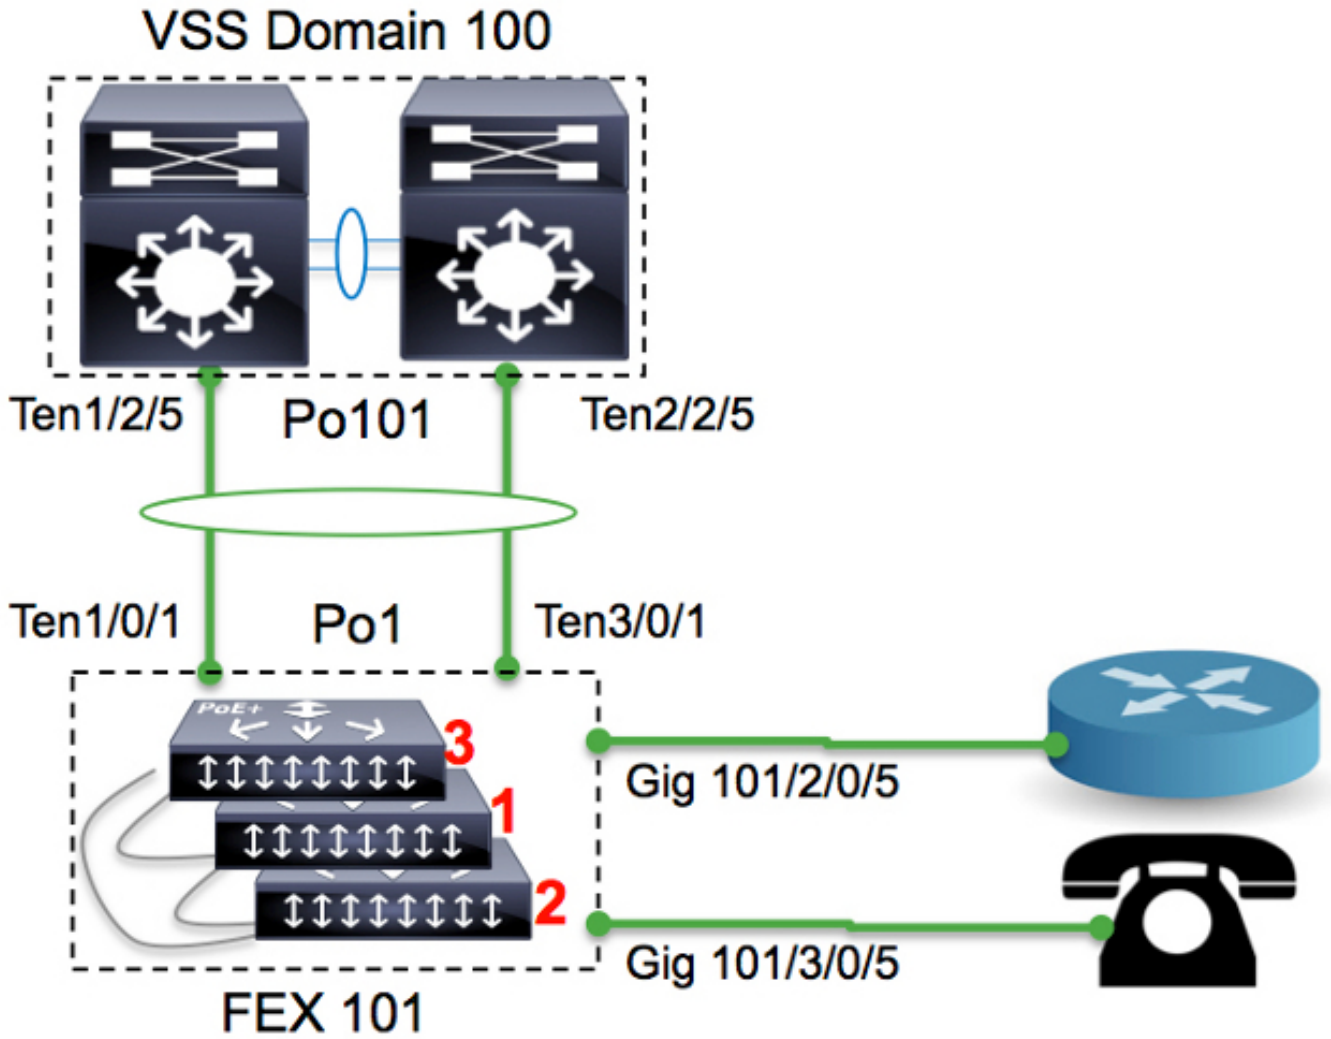 VSS Domain 100
Ten1/2/5
Po101
Ten2/2/5
Ten1/0/1
Po1
Ten3/0/1
PoE+
3
1
2
Gig 101/2/0/5
Gig 101/3/0/5
FEX 101